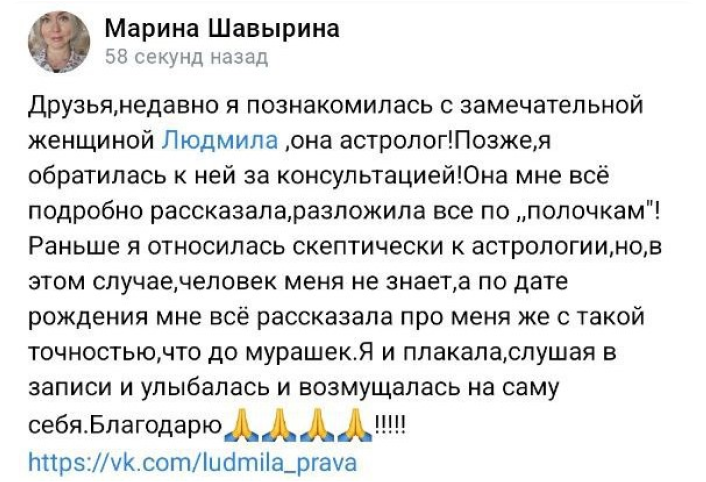 Марина Шавырина
58 секунд назад
Друзья,недавно я познакомилась с замечательной
женщиной Людмила ,она астролог!Позже,я
обратилась к ней за консультацией!Она мне всё
подробно рассказала,разложила все по „полочкам"!
Раньше я относилась скептически к астрологии,но,в
этом случае,человек меня не знает,а по дате
рождения мне всё рассказала про меня же с такой
точностью,что до мурашек.Я и плакала,слушая в
записи и улыбалась и возмущалась на саму
себя.Благодарю🙏🙏🙏🙏!!!!!
https://vk.com/ludmila_prava